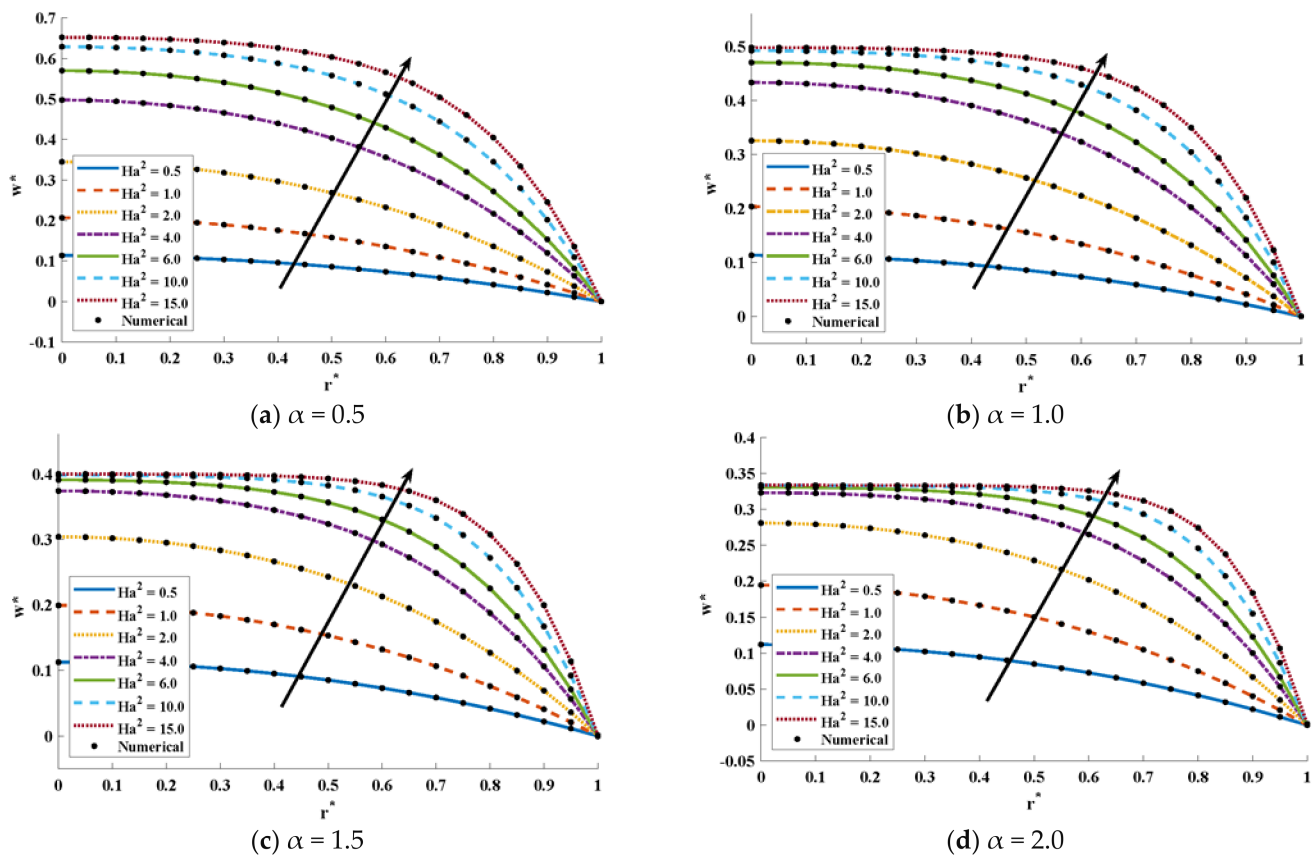 0.7
0.6
0.5
0.4
0.3
0.2
0.1
0
-0.1
w*
Ha² = 0.5
Ha² = 1.0
Ha² = 2.0
Ha² = 4.0
Ha² = 6.0
Ha² = 10.0
Ha² = 15.0
Numerical
0 0.1 0.2 0.3 0.4 0.5 0.6 0.7 0.8 0.9 1
r*
(a) α = 0.5
0.5
0.4
0.3
0.2
0.1
0
w*
Ha² = 0.5
Ha² = 1.0
Ha² = 2.0
Ha² = 4.0
Ha² = 6.0
Ha² = 10.0
Ha² = 15.0
Numerical
0 0.1 0.2 0.3 0.4 0.5 0.6 0.7 0.8 0.9 1
r*
(b) α = 1.0
0.4
0.3
0.2
0.1
0
w*
Ha² = 0.5
Ha² = 1.0
Ha² = 2.0
Ha² = 4.0
Ha² = 6.0
Ha² = 10.0
Ha² = 15.0
Numerical
0 0.1 0.2 0.3 0.4 0.5 0.6 0.7 0.8 0.9 1
r*
(c) α = 1.5
0.4
0.35
0.3
0.25
0.2
0.15
0.1
0.05
0
-0.05
w*
Ha² = 0.5
Ha² = 1.0
Ha² = 2.0
Ha² = 4.0
Ha² = 6.0
Ha² = 10.0
Ha² = 15.0
Numerical
0 0.1 0.2 0.3 0.4 0.5 0.6 0.7 0.8 0.9 1
r*
(d) α = 2.0